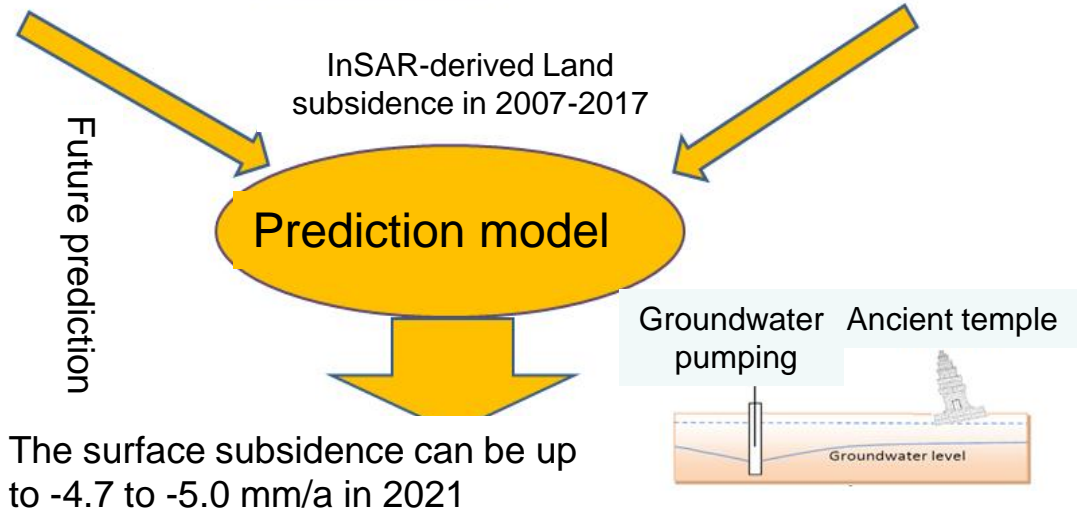 InSAR-derived Land
subsidence in 2007-2017
Future prediction
Prediction model
Groundwater
pumping
Ancient temple
Groundwater level
The surface subsidence can be up
to -4.7 to -5.0 mm/a in 2021